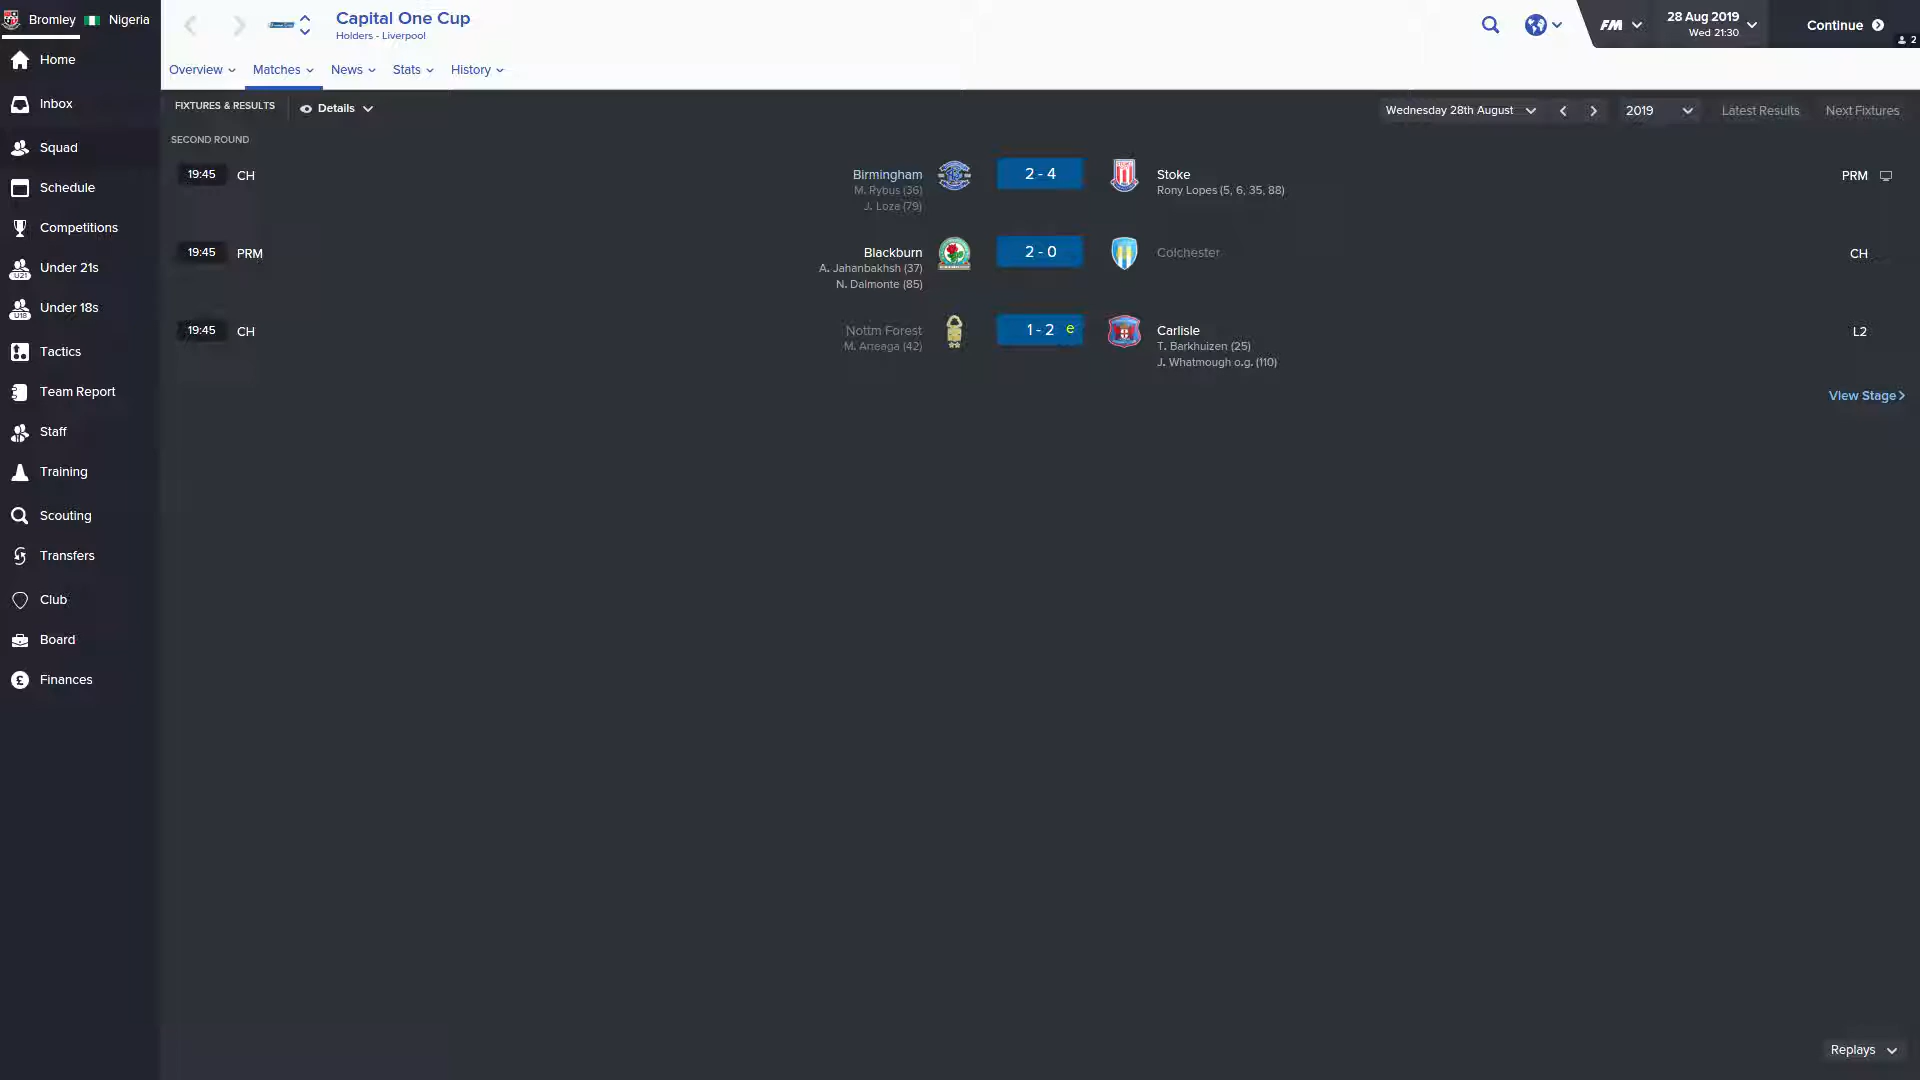 Bromley Nigeria
Home
Inbox
Squad
Schedule
Competitions
Under 21s
Under 18s
Tactics
Team Report
Staff
Training
Scouting
Transfers
Club
Board
Finances
Capital One Cup
Holders - Liverpool
FM
28 Aug 2019
Wed 21:30
Continue
2
Overview Matches News Stats History
FIXTURES & RESULTS Details Wednesday 28th August 2019 Latest Results Next Fixtures
SECOND ROUND
19:45 CH Birmingham 2 - 4 Stoke PRM
M. Rybus (36) Rony Lopes (5, 6, 35, 88)
J. Loza (79)
19:45 PRM Blackburn 2 - 0 Colchester CH
A. Jahanbakhsh (37)
N. Dalmonte (85)
19:45 CH Nottm Forest 1 - 2 e Carlisle L2
M. Arteaga (42) T. Barkhuizen (25)
J. Whatmough o.g. (110)
View Stage
Replays